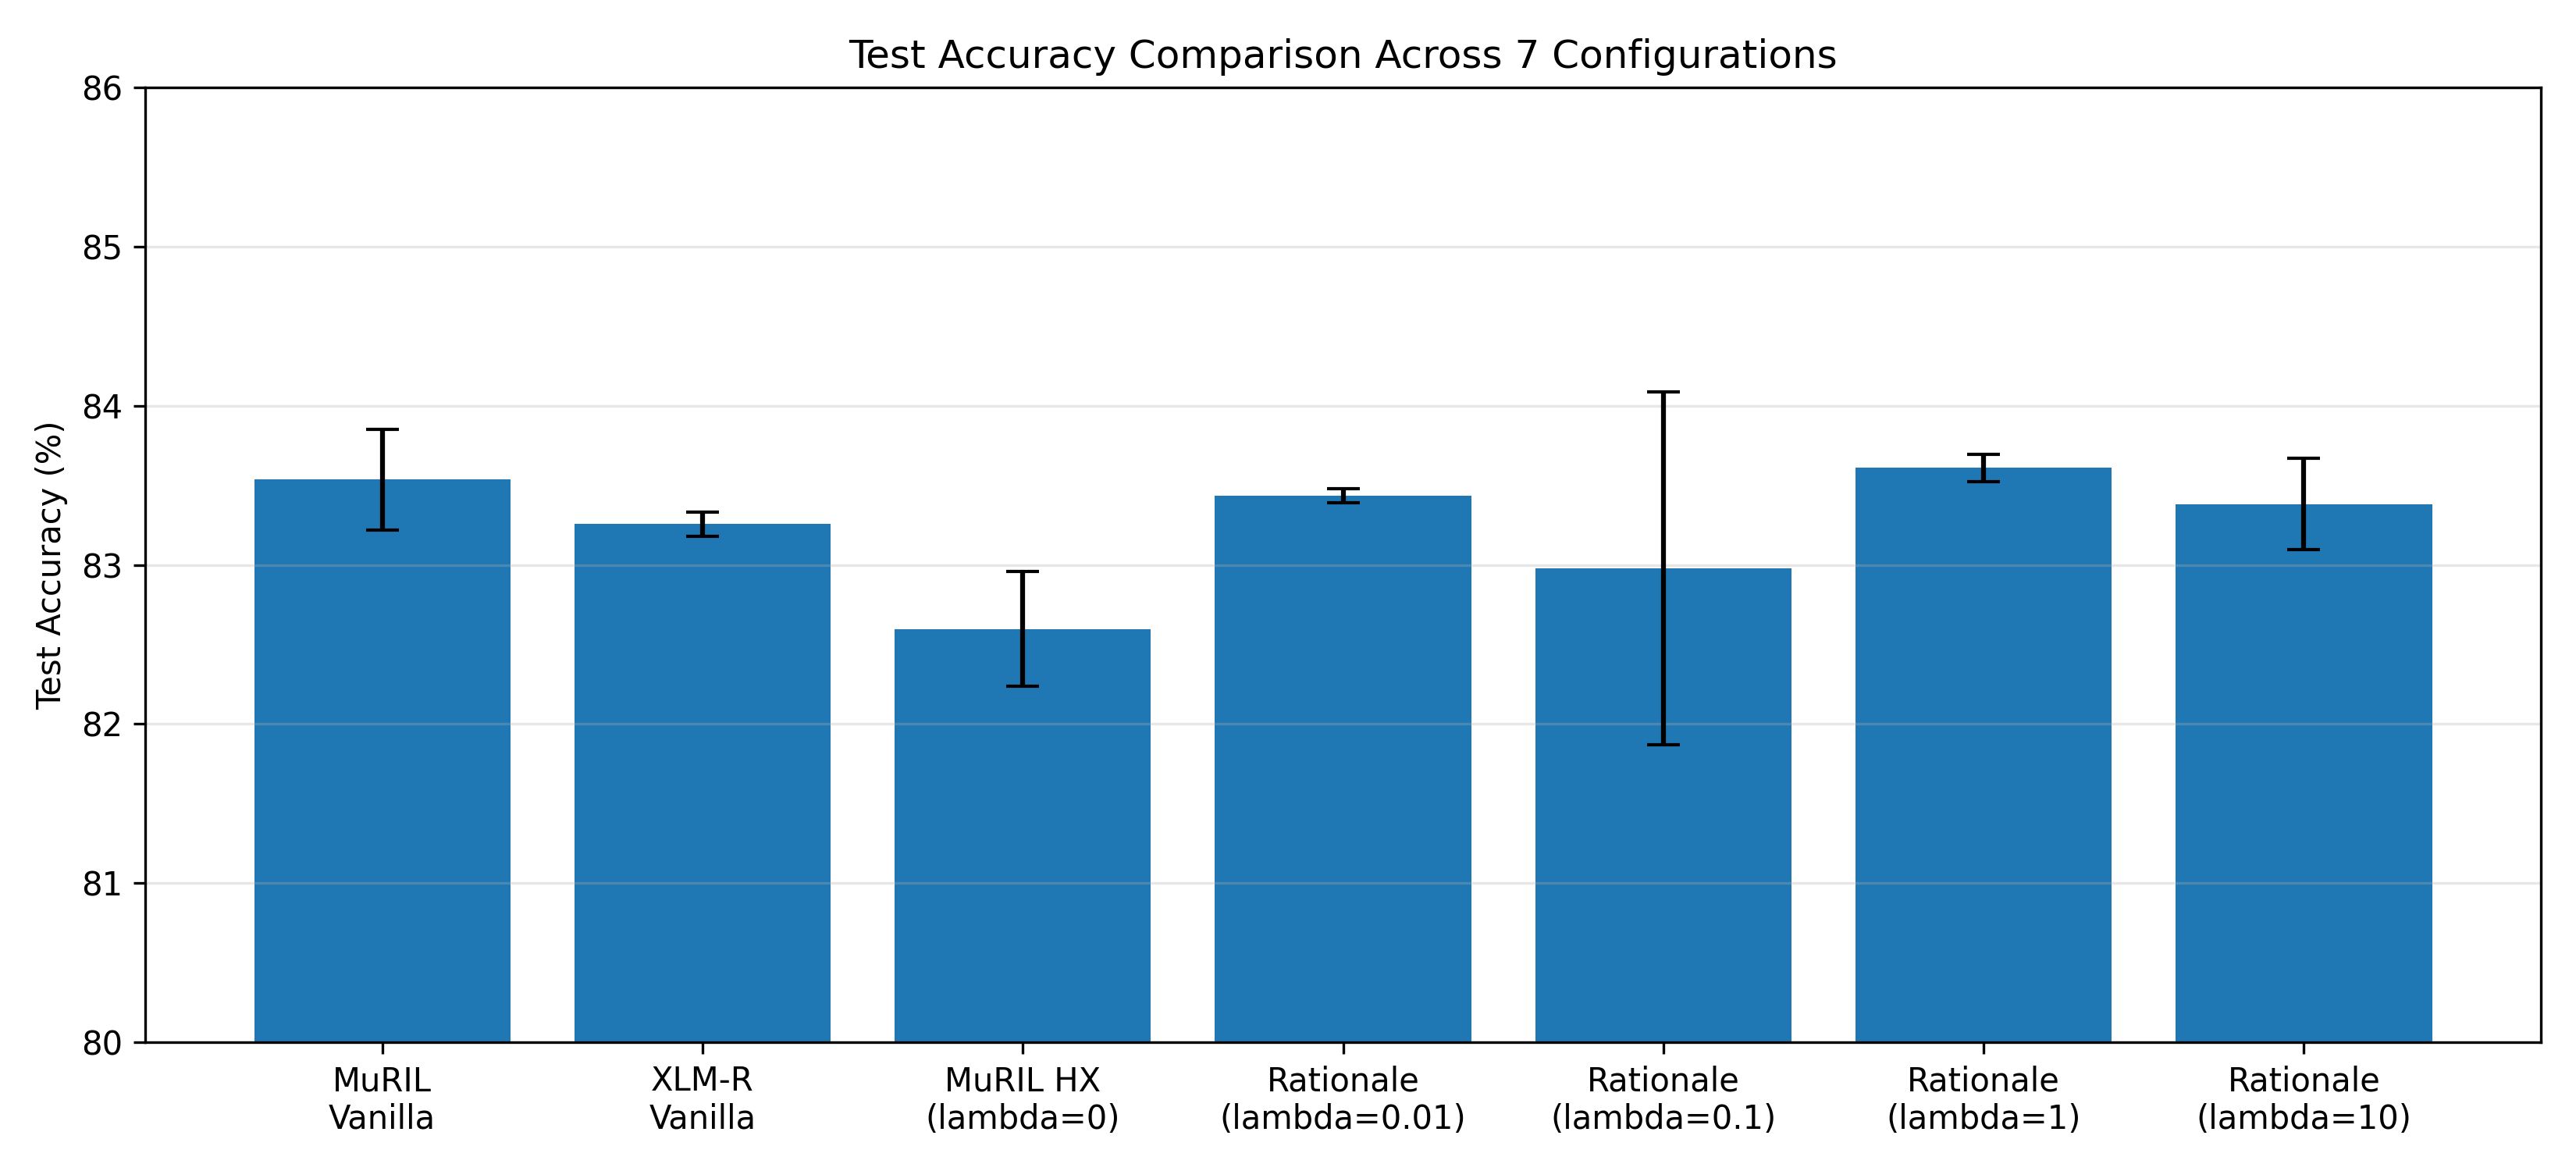 Test Accuracy Comparison Across 7 Configurations
Test Accuracy (%)
86
85
84
83
82
81
80
MuRIL
Vanilla
XLM-R
Vanilla
MuRIL HX
(lambda=0)
Rationale
(lambda=0.01)
Rationale
(lambda=0.1)
Rationale
(lambda=1)
Rationale
(lambda=10)